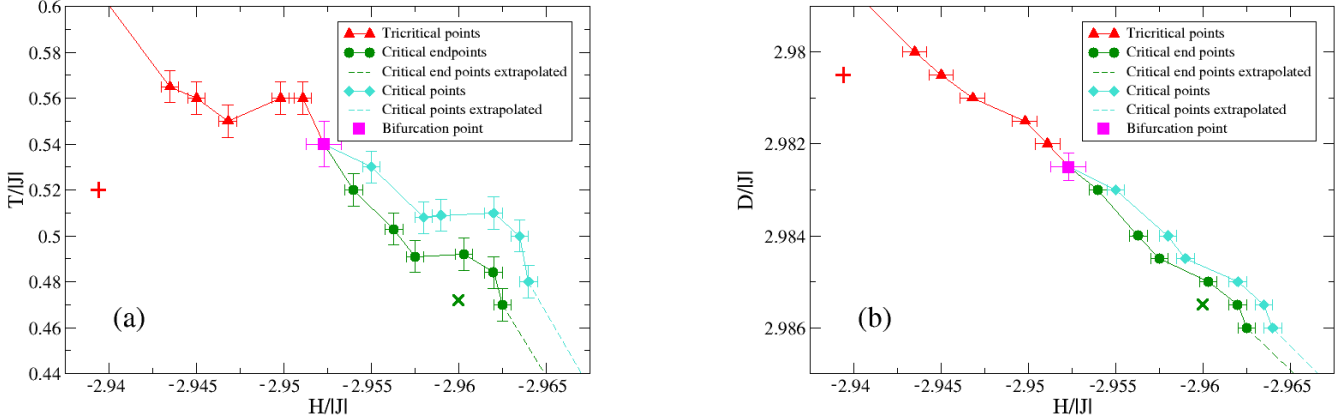 0.6
0.58
0.56
0.54
0.52
0.5
0.48
0.46
0.44
T/|J|
Tricritical points
Critical endpoints
Critical end points extrapolated
Critical points
Critical points extrapolated
Bifurcation point
(a)
-2.94
-2.945
-2.95
-2.955
-2.96
-2.965
H/|J|
2.98
2.982
2.984
2.986
D/|J|
Tricritical points
Critical end points
Critical end points extrapolated
Critical points
Critical points extrapolated
Bifurcation point
(b)
-2.94
-2.945
-2.95
-2.955
-2.96
-2.965
H/|J|